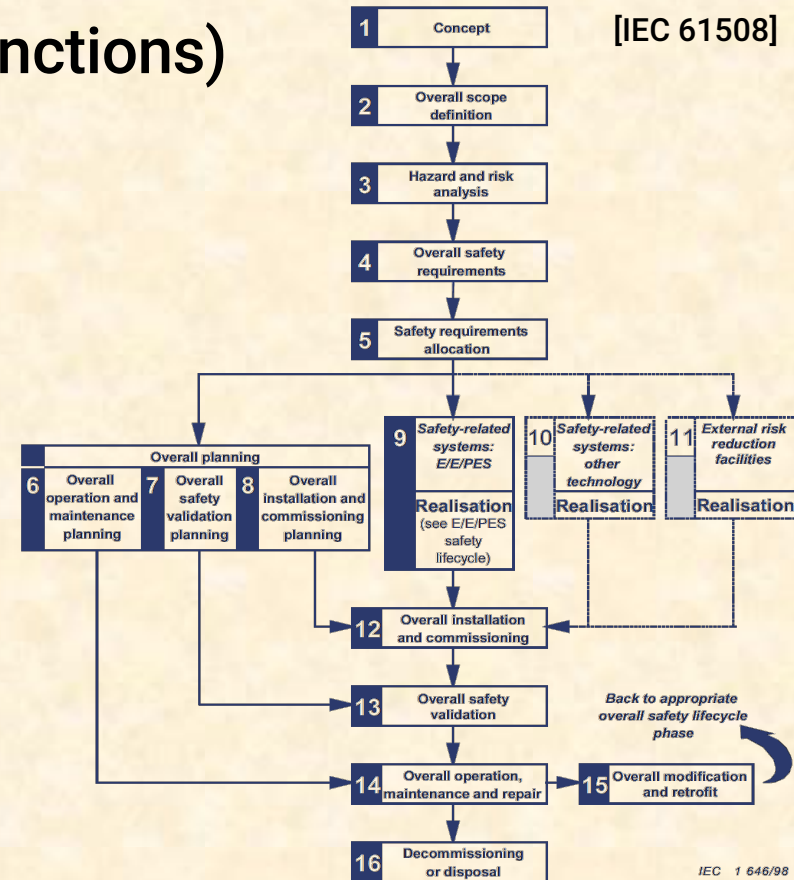 nctions)
[IEC 61508]
1
Concept
2
Overall scope
definition
3
Hazard and risk
analysis
4
Overall safety
requirements
5
Safety requirements
allocation
Overall planning
6
Overall
operation and
maintenance
planning
7
Overall
safety
validation
planning
8
Overall
installation and
commissioning
planning
9
Safety-related
systems:
E/E/PES
Realisation
(see E/E/PES
safety
lifecycle)
10
Safety-related
systems:
other
technology
Realisation
11
External risk
reduction
facilities
Realisation
12
Overall installation
and commissioning
13
Overall safety
validation
Back to appropriate
overall safety lifecycle
phase
14
Overall operation,
maintenance and repair
15
Overall modification
and retrofit
16
Decommissioning
or disposal
IEC 1 646/98